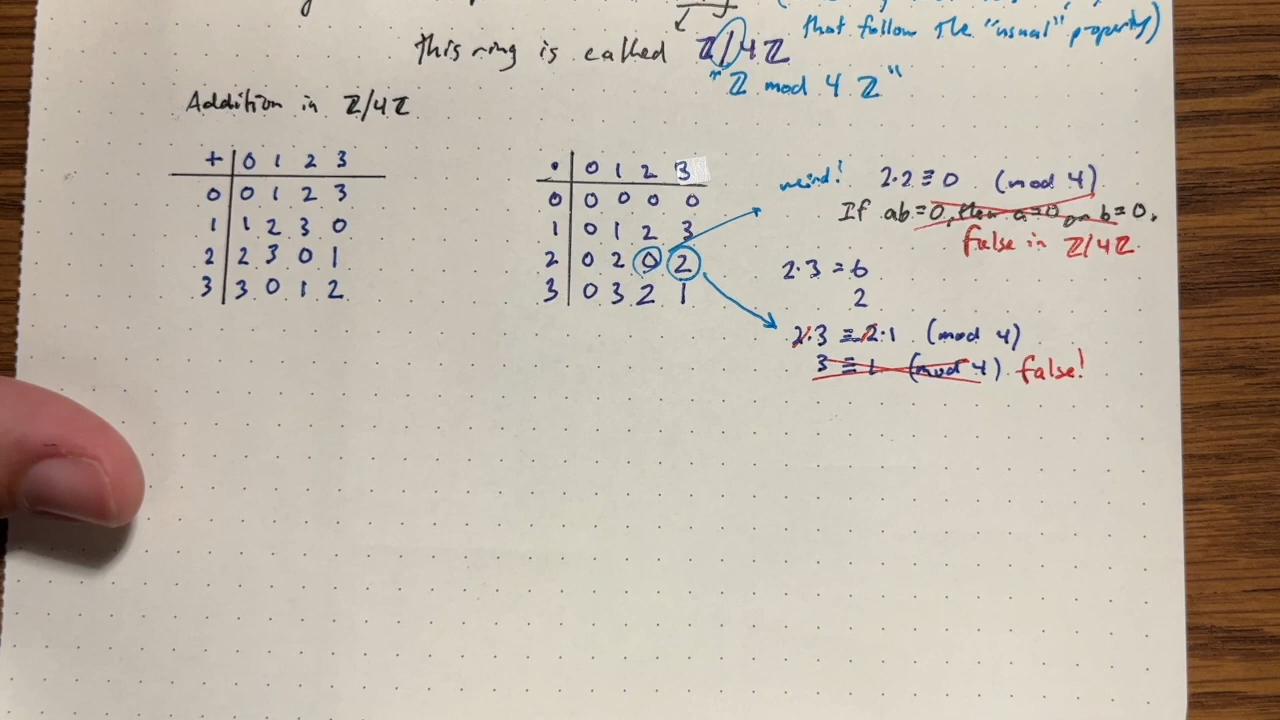 that follow the "usual" property)
this ring is called Z/4Z
"Z mod 4 Z"
Addition in Z/4Z
+ 0 1 2 3
0 0 1 2 3
1 1 2 3 0
2 2 3 0 1
3 3 0 1 2
· 0 1 2 3
0 0 0 0 0
1 0 1 2 3
2 0 2 0 2
3 0 3 2 1
weird! 2·2 ≡ 0 (mod 4)
If ab=0, then a=0 or b=0.
false in Z/4Z
2·3 = 6
2
2·3 ≡ 2·1 (mod 4)
3 ≡ 1 (mod 4) false!